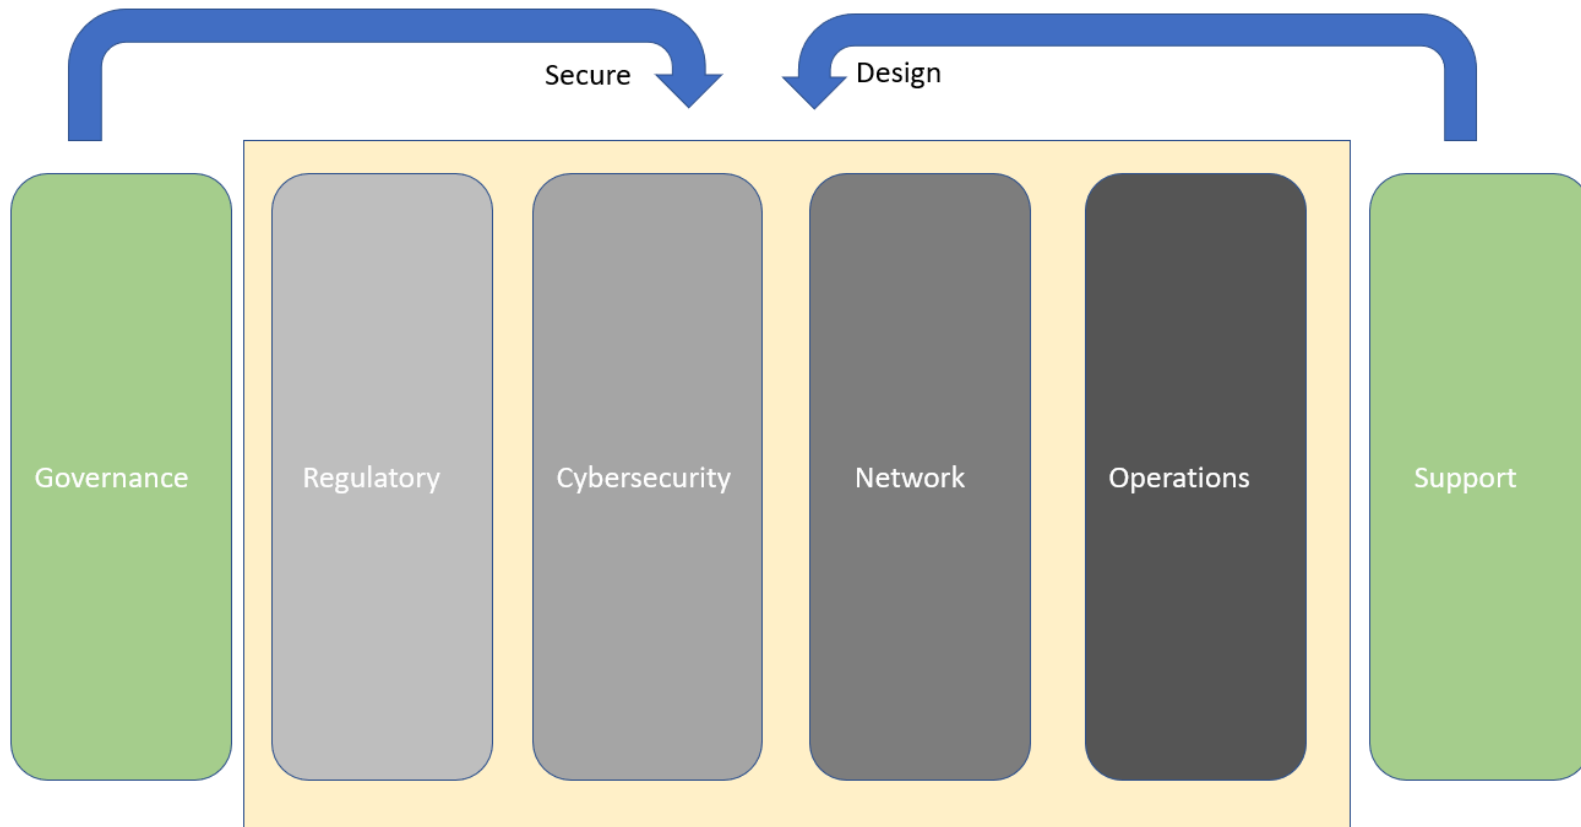 Secure
Design
Governance
Regulatory
Cybersecurity
Network
Operations
Support